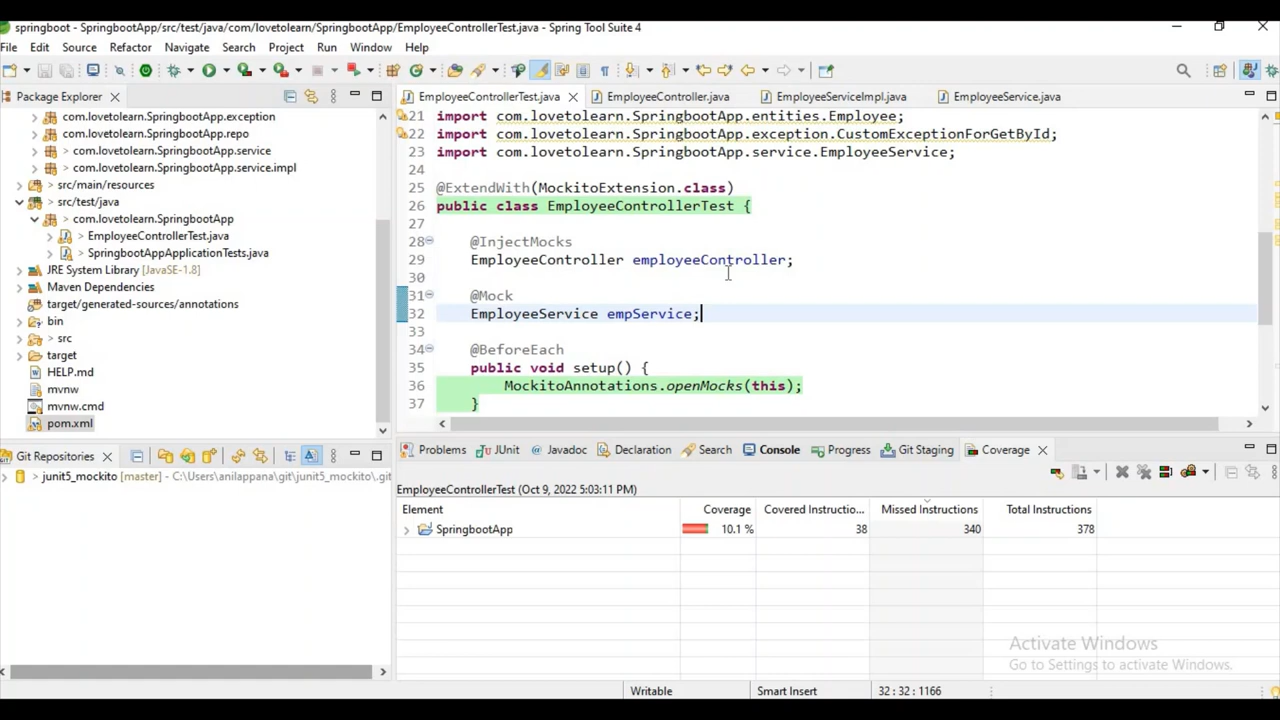 springboot - SpringbootApp/src/test/java/com/lovetolearn/SpringbootApp/EmployeeControllerTest.java - Spring Tool Suite 4
File Edit Source Refactor Navigate Search Project Run Window Help
Package Explorer
com.lovetolearn.SpringbootApp.exception
com.lovetolearn.SpringbootApp.repo
com.lovetolearn.SpringbootApp.service
com.lovetolearn.SpringbootApp.service.impl
src/main/resources
src/test/java
com.lovetolearn.SpringbootApp
EmployeeControllerTest.java
SpringbootAppApplicationTests.java
JRE System Library [JavaSE-1.8]
Maven Dependencies
target/generated-sources/annotations
bin
src
target
HELP.md
mvnw
mvnw.cmd
pom.xml
Git Repositories
junit5_mockito [master] - C:\Users\anilappana\git\junit5_mockito\.git
EmployeeControllerTest.java EmployeeController.java EmployeeServiceImpl.java EmployeeService.java
21 import com.lovetolearn.SpringbootApp.entities.Employee;
22 import com.lovetolearn.SpringbootApp.exception.CustomExceptionForGetById;
23 import com.lovetolearn.SpringbootApp.service.EmployeeService;
24
25 @ExtendWith(MockitoExtension.class)
26 public class EmployeeControllerTest {
27
28 @InjectMocks
29 EmployeeController employeeController;
30
31 @Mock
32 EmployeeService empService;
33
34 @BeforeEach
35 public void setup() {
36 MockitoAnnotations.openMocks(this);
37 }
Problems JUnit Javadoc Declaration Search Console Progress Git Staging Coverage
EmployeeControllerTest (Oct 9, 2022 5:03:11 PM)
Element Coverage Covered Instructio... Missed Instructions Total Instructions
SpringbootApp 10.1 % 38 340 378
Activate Windows
Go to Settings to activate Windows.
Writable Smart Insert 32 : 32 : 1166